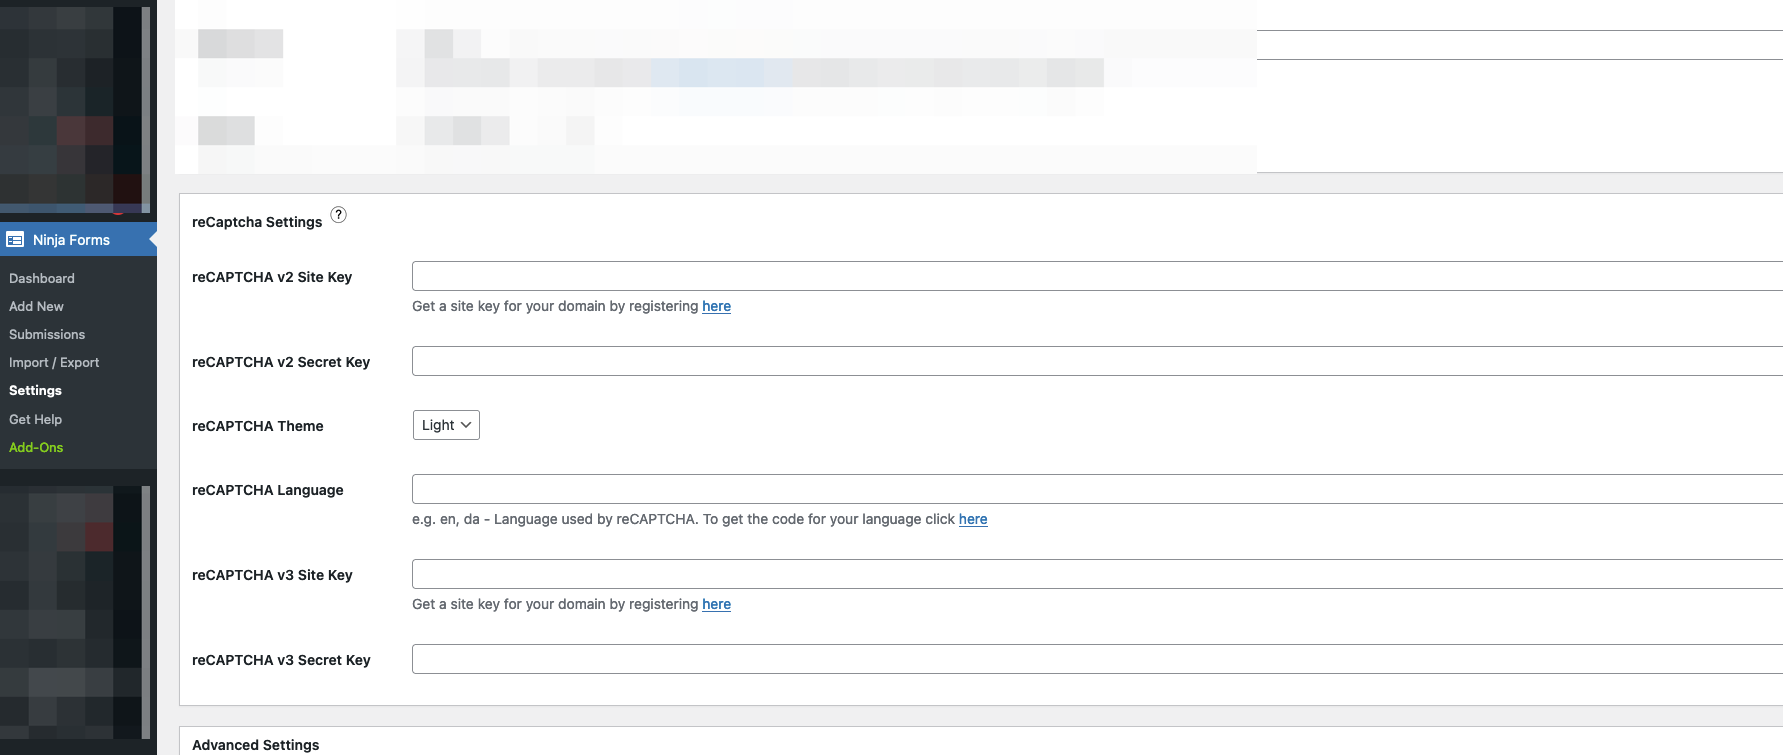 Ninja Forms
Dashboard
Add New
Submissions
Import / Export
Settings
Get Help
Add-Ons
reCaptcha Settings ?
reCAPTCHA v2 Site Key
Get a site key for your domain by registering here
reCAPTCHA v2 Secret Key
reCAPTCHA Theme Light
reCAPTCHA Language
e.g. en, da - Language used by reCAPTCHA. To get the code for your language click here
reCAPTCHA v3 Site Key
Get a site key for your domain by registering here
reCAPTCHA v3 Secret Key
Advanced Settings